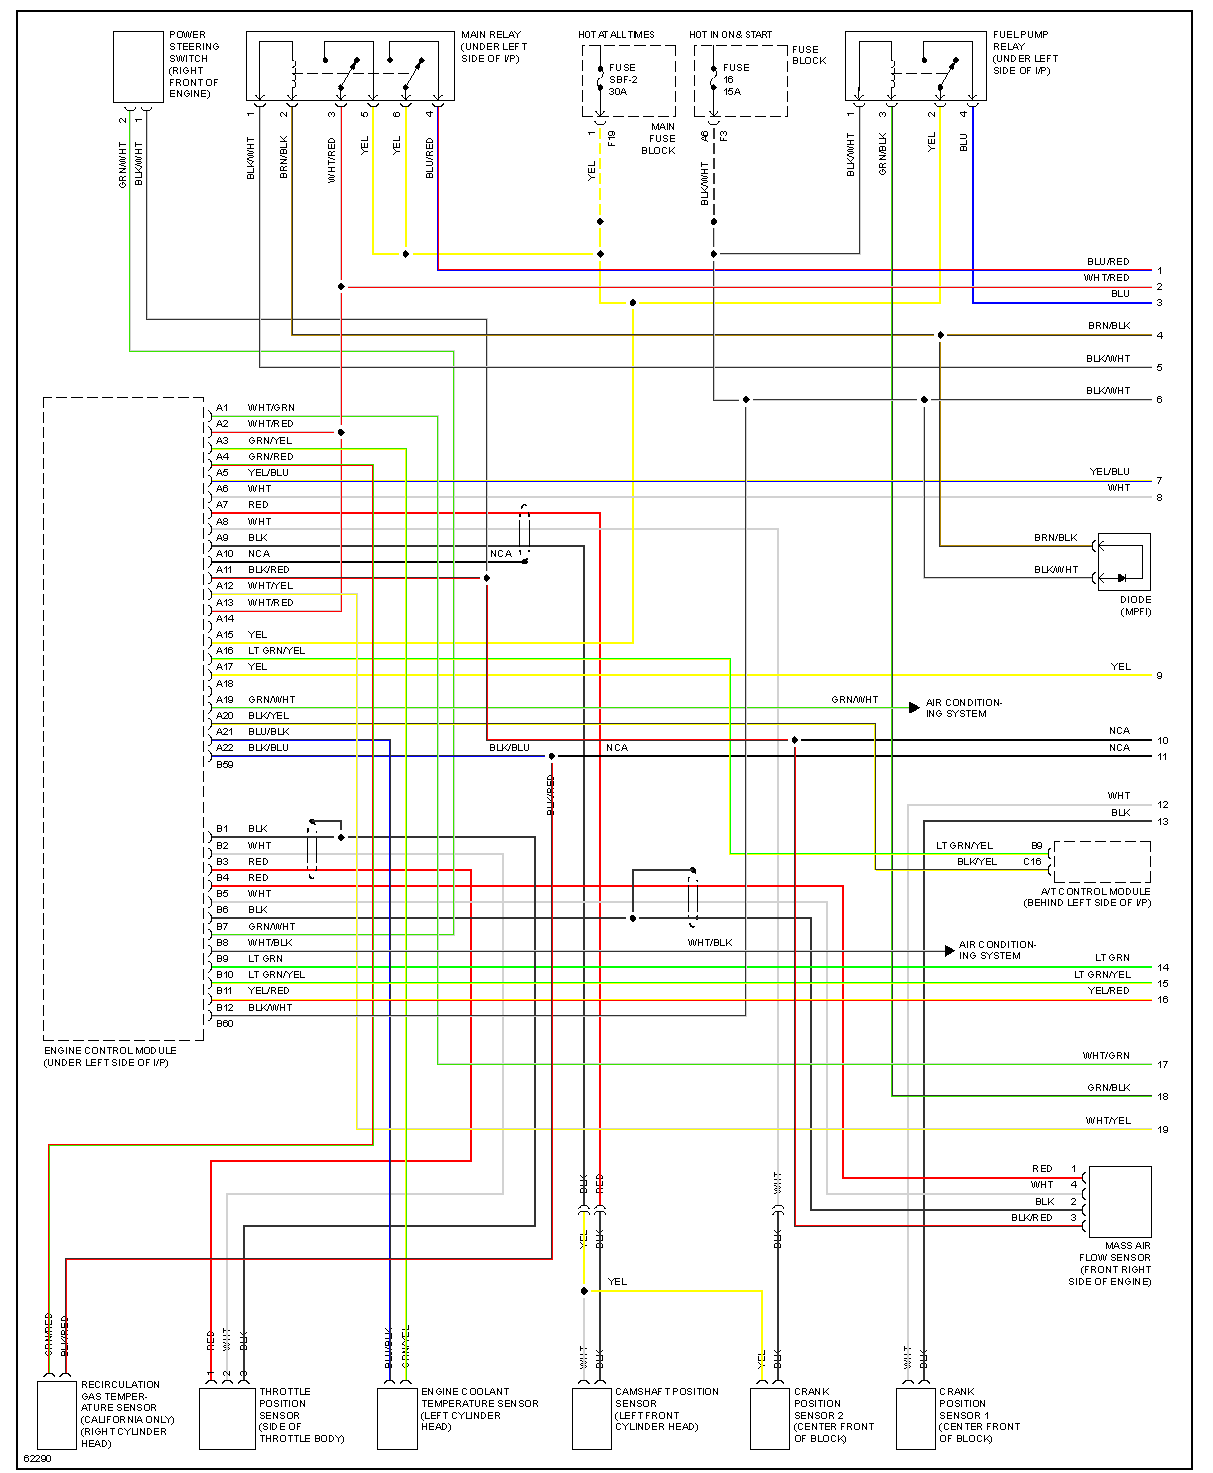 POWER
STEERING
SWITCH
(RIGHT
FRONT OF
ENGINE)
MAIN RELAY
(UNDER LEFT
SIDE OF I/P)
HOT AT ALL TIMES
FUSE
SBF-2
30A
MAIN
FUSE
BLOCK
HOT IN ON & START
FUSE
16
15A
FUSE
BLOCK
FUEL PUMP
RELAY
(UNDER LEFT
SIDE OF I/P)
2
1
1
2
3
5
6
4
1
F19
A6
F3
1
3
2
4
GRN/WHT
BLK/WHT
BLK/WHT
BRN/BLK
WHT/RED
YEL
YEL
BLU/RED
YEL
BLK/WHT
BLK/WHT
GRN/BLK
YEL
BLU
BLU/RED 1
WHT/RED 2
BLU 3
BRN/BLK 4
BLK/WHT 5
BLK/WHT 6
A1 WHT/GRN
A2 WHT/RED
A3 GRN/YEL
A4 GRN/RED
A5 YEL/BLU
YEL/BLU 7
A6 WHT
WHT 8
A7 RED
A8 WHT
A9 BLK
BRN/BLK
A10 NCA
NCA
A11 BLK/RED
BLK/WHT
A12 WHT/YEL
A13 WHT/RED
DIODE
(MPFI)
A14
A15 YEL
A16 LT GRN/YEL
A17 YEL
YEL 9
A18
A19 GRN/WHT
GRN/WHT
AIR CONDITION-
ING SYSTEM
A20 BLK/YEL
A21 BLU/BLK
NCA 10
A22 BLK/BLU
BLK/BLU
NCA
NCA 11
B59
BLK/RED
WHT 12
BLK 13
B1 BLK
B2 WHT
LT GRN/YEL B9
B3 RED
BLK/YEL C16
B4 RED
A/T CONTROL MODULE
(BEHIND LEFT SIDE OF I/P)
B5 WHT
B6 BLK
B7 GRN/WHT
B8 WHT/BLK
WHT/BLK
AIR CONDITION-
ING SYSTEM
B9 LT GRN
LT GRN 14
B10 LT GRN/YEL
LT GRN/YEL 15
B11 YEL/RED
YEL/RED 16
B12 BLK/WHT
B60
ENGINE CONTROL MODULE
(UNDER LEFT SIDE OF I/P)
WHT/GRN 17
GRN/BLK 18
WHT/YEL 19
RED 1
WHT 4
BLK 2
BLK/RED 3
MASS AIR
FLOW SENSOR
(FRONT RIGHT
SIDE OF ENGINE)
BLK
RED
WHT
YEL
BLK
BLK
YEL
GRN/RED
BLK/RED
RED
WHT
BLK
BLU/BLK
GRN/YEL
WHT
BLK
YEL
BLK
WHT
BLK
1
2
3
RECIRCULATION
GAS TEMPER-
ATURE SENSOR
(CALIFORNIA ONLY)
(RIGHT CYLINDER
HEAD)
THROTTLE
POSITION
SENSOR
(SIDE OF
THROTTLE BODY)
ENGINE COOLANT
TEMPERATURE SENSOR
(LEFT CYLINDER
HEAD)
CAMSHAFT POSITION
SENSOR
(LEFT FRONT
CYLINDER HEAD)
CRANK
POSITION
SENSOR 2
(CENTER FRONT
OF BLOCK)
CRANK
POSITION
SENSOR 1
(CENTER FRONT
OF BLOCK)
62290